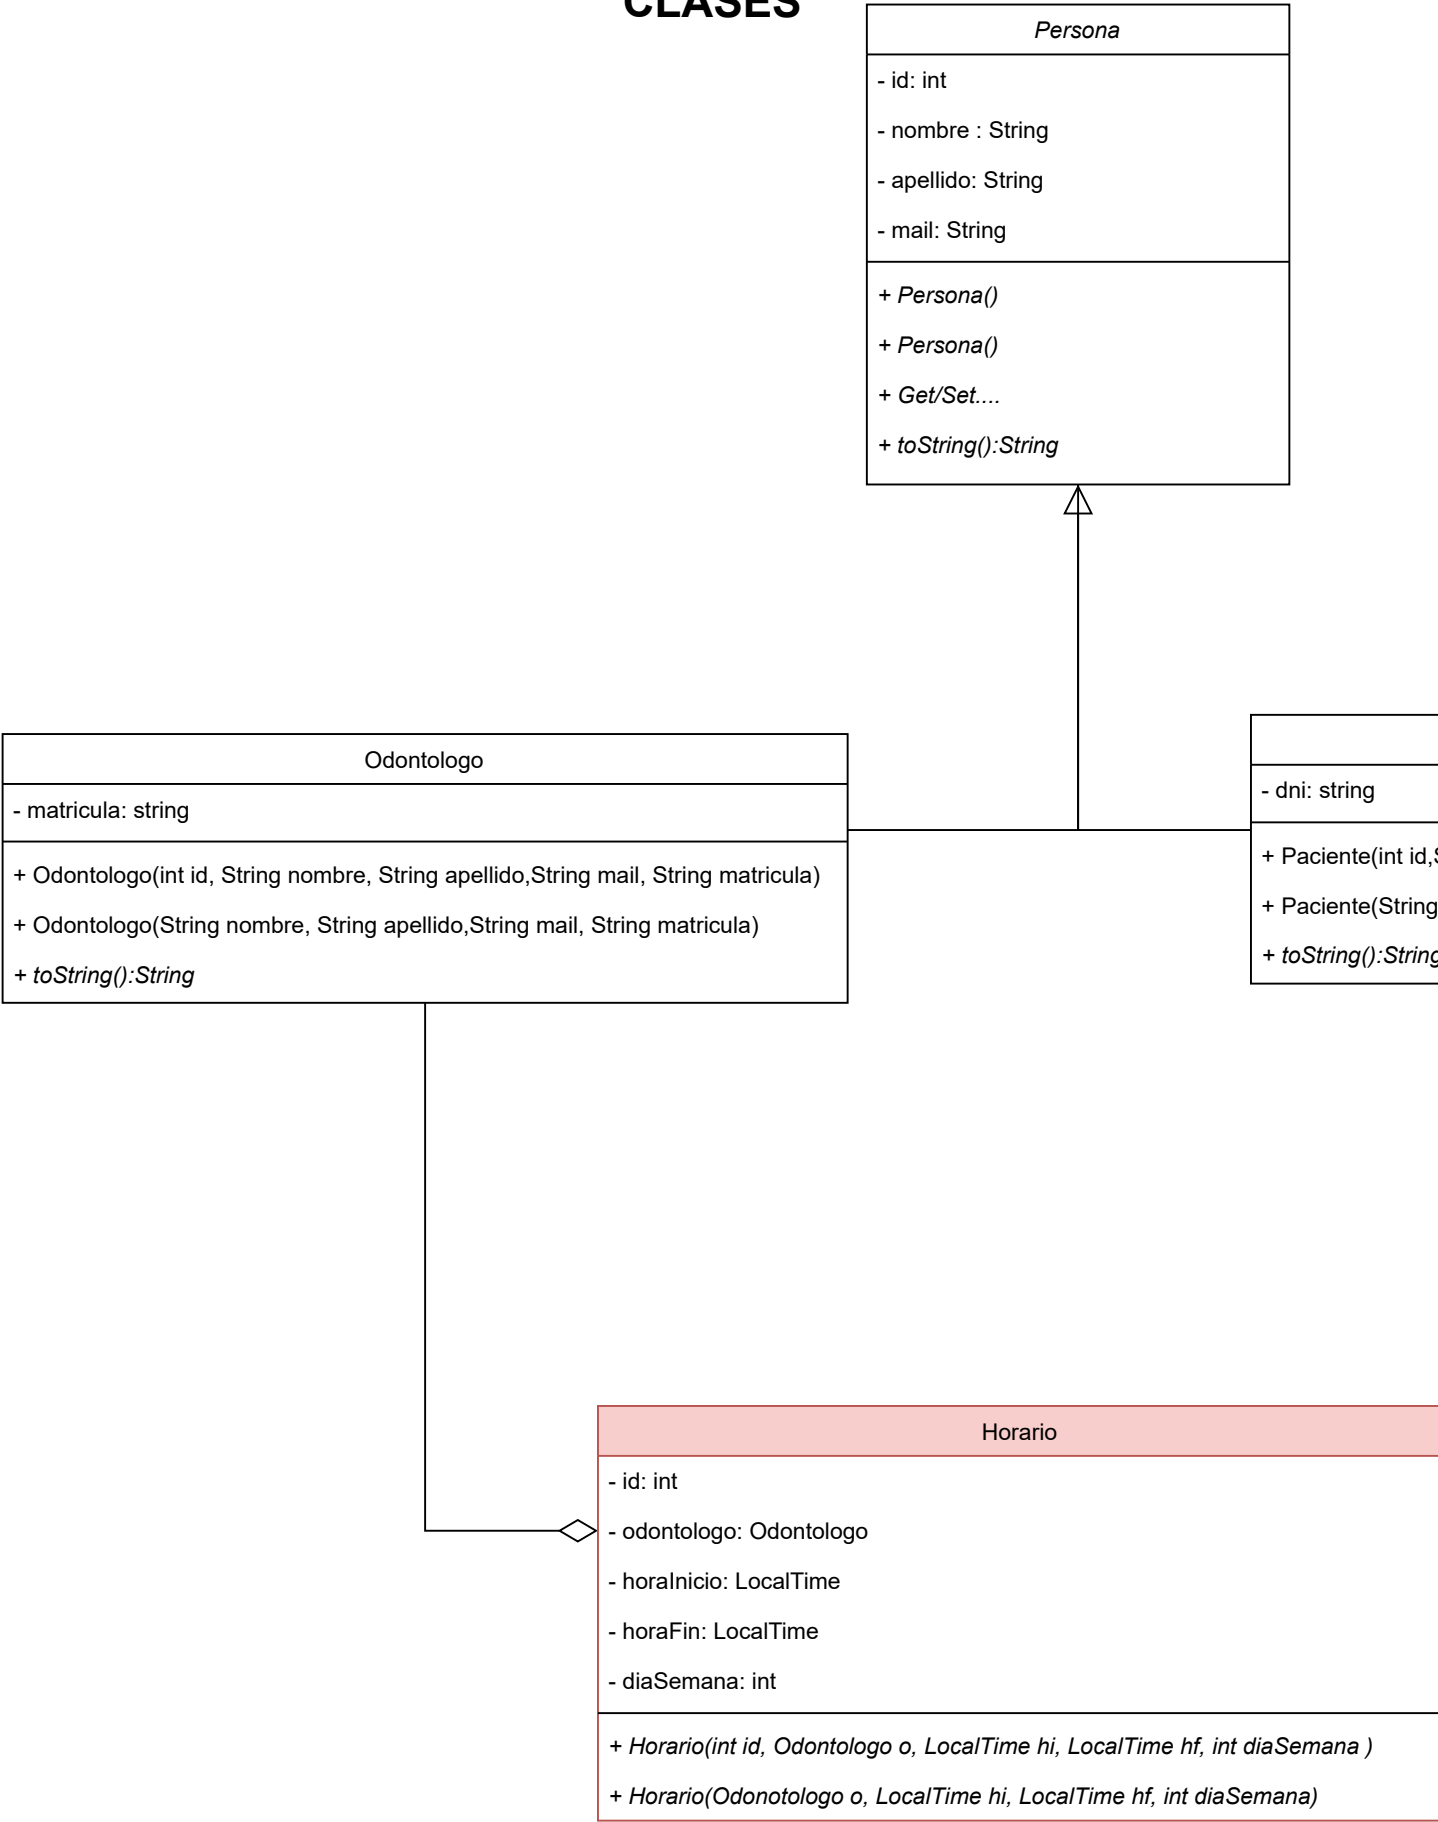 CLASES
Persona
- id: int
- nombre : String
- apellido: String
- mail: String
+ Persona()
+ Persona()
+ Get/Set....
+ toString():String
Odontologo
- matricula: string
+ Odontologo(int id, String nombre, String apellido,String mail, String matricula)
+ Odontologo(String nombre, String apellido,String mail, String matricula)
+ toString():String
- dni: string
+ Paciente(int id,S
+ Paciente(String
+ toString():String
Horario
- id: int
- odontologo: Odontologo
- horaInicio: LocalTime
- horaFin: LocalTime
- diaSemana: int
+ Horario(int id, Odontologo o, LocalTime hi, LocalTime hf, int diaSemana )
+ Horario(Odonotologo o, LocalTime hi, LocalTime hf, int diaSemana)